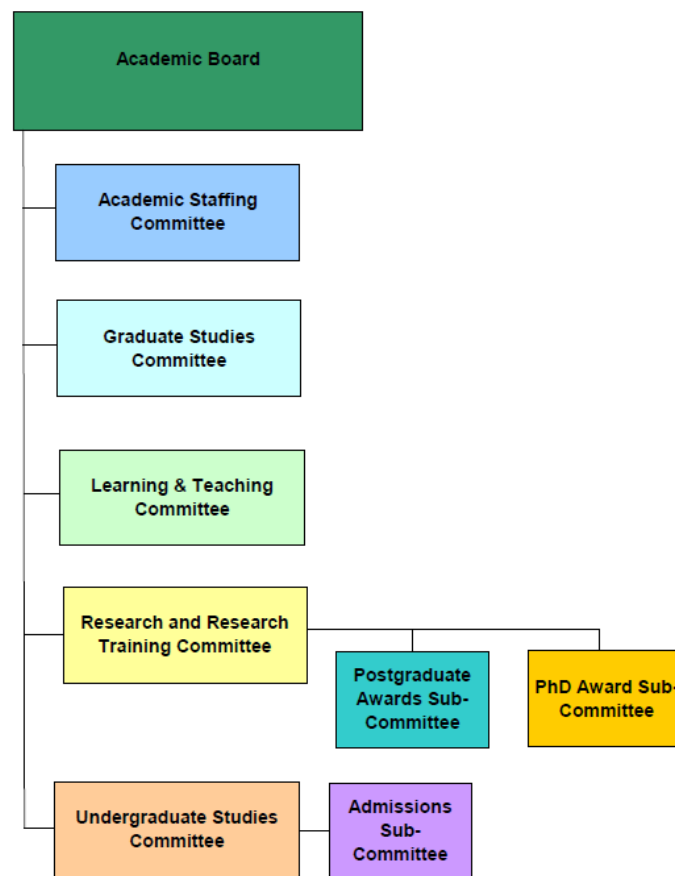 Academic Board
Academic Staffing
Committee
Graduate Studies
Committee
Learning & Teaching
Committee
Research and Research
Training Committee
Postgraduate
Awards Sub-
Committee
PhD Award Sub-
Committee
Undergraduate Studies
Committee
Admissions
Sub-
Committee